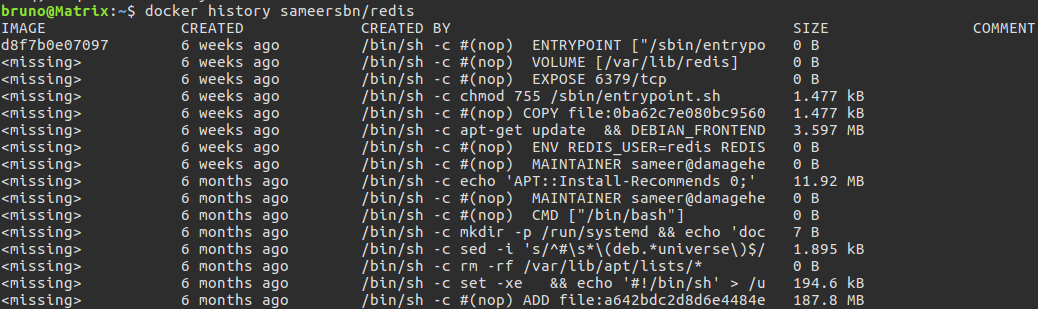 bruno@Matrix:~$ docker history sameersbn/redis
IMAGE CREATED CREATED BY SIZE COMMENT
d8f7b0e07097 6 weeks ago /bin/sh -c #(nop) ENTRYPOINT ["/sbin/entrypo 0 B
<missing> 6 weeks ago /bin/sh -c #(nop) VOLUME [/var/lib/redis] 0 B
<missing> 6 weeks ago /bin/sh -c #(nop) EXPOSE 6379/tcp 0 B
<missing> 6 weeks ago /bin/sh -c chmod 755 /sbin/entrypoint.sh 1.477 kB
<missing> 6 weeks ago /bin/sh -c #(nop) COPY file:0ba62c7e080bc9560 1.477 kB
<missing> 6 weeks ago /bin/sh -c apt-get update && DEBIAN_FRONTEND 3.597 MB
<missing> 6 weeks ago /bin/sh -c #(nop) ENV REDIS_USER=redis REDIS 0 B
<missing> 6 weeks ago /bin/sh -c #(nop) MAINTAINER sameer@damagehe 0 B
<missing> 6 months ago /bin/sh -c echo 'APT::Install-Recommends 0;' 11.92 MB
<missing> 6 months ago /bin/sh -c #(nop) MAINTAINER sameer@damagehe 0 B
<missing> 6 months ago /bin/sh -c #(nop) CMD ["/bin/bash"] 0 B
<missing> 6 months ago /bin/sh -c mkdir -p /run/systemd && echo 'doc 7 B
<missing> 6 months ago /bin/sh -c sed -i 's/^#\s*\(deb.*universe\)$/ 1.895 kB
<missing> 6 months ago /bin/sh -c rm -rf /var/lib/apt/lists/* 0 B
<missing> 6 months ago /bin/sh -c set -xe && echo '#!/bin/sh' > /u 194.6 kB
<missing> 6 months ago /bin/sh -c #(nop) ADD file:a642bdc2d8d6e4484e 187.8 MB